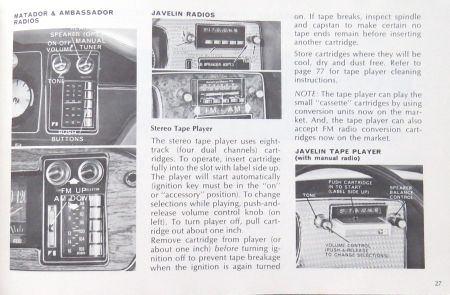 MATADOR & AMBASSADOR
RADIOS
SPEAKER (OPT.)
ON-OFF MANUAL
VOLUME TUNER
TONE
BUTTONS
FM UP
AM DOWN
JAVELIN RADIOS
SPEAKER (OPT.)
FM AM
Stereo Tape Player
The stereo tape player uses eight-
track (four dual channels) cart-
ridges. To operate, insert cartridge
fully into the slot with label side up.
The player will start automatically
(ignition key must be in the "on"
or "accessory" position). To change
selections while playing, push-and-
release volume control knob (on
left). To turn player off, pull cart-
ridge out about one inch.
Remove cartridge from player (or
about one inch) before turning ig-
nition off to prevent tape breakage
when the ignition is again turned
on. If tape breaks, inspect spindle
and capstan to make certain no
tape ends remain before inserting
another cartridge.
Store cartridges where they will be
cool, dry and dust free. Refer to
page 77 for tape player cleaning
instructions.
NOTE: The tape player can play the
small "cassette" cartridges by using
conversion units now on the mar-
ket. And, the tape player can also
accept FM radio conversion cart-
ridges now on the market.
JAVELIN TAPE PLAYER
(with manual radio)
PUSH CARTRIDGE
IN TO START
(LABEL SIDE UP)
TONE
SPEAKER
BALANCE
CONTROL
VOLUME CONTROL
(PUSH & RELEASE
TO CHANGE SELECTIONS)
27